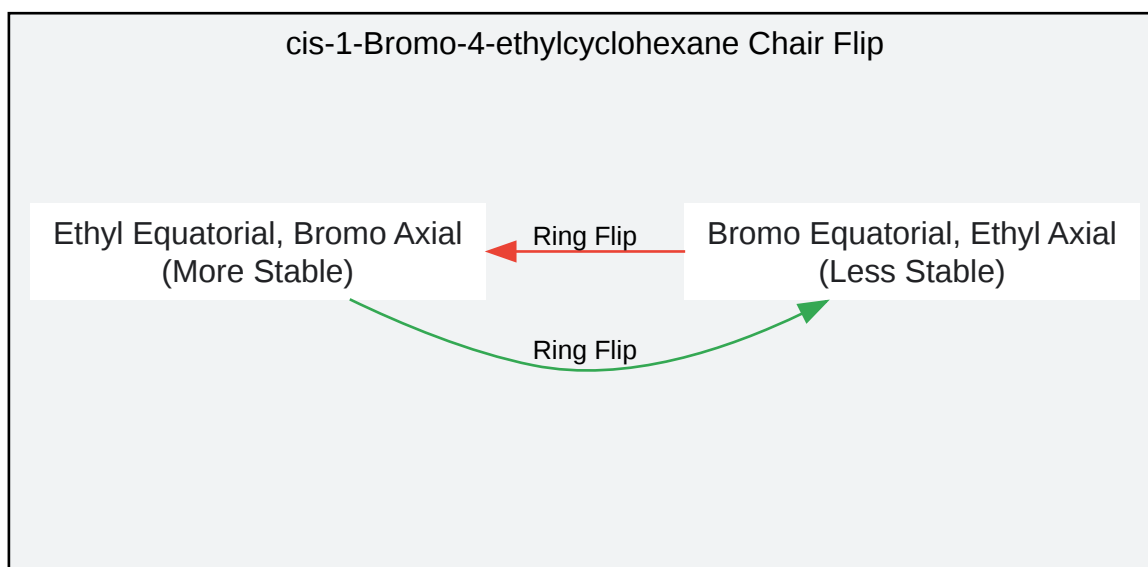 cis-1-Bromo-4-ethylcyclohexane Chair Flip
Ethyl Equatorial, Bromo Axial
(More Stable)
Ring Flip
Bromo Equatorial, Ethyl Axial
(Less Stable)
Ring Flip